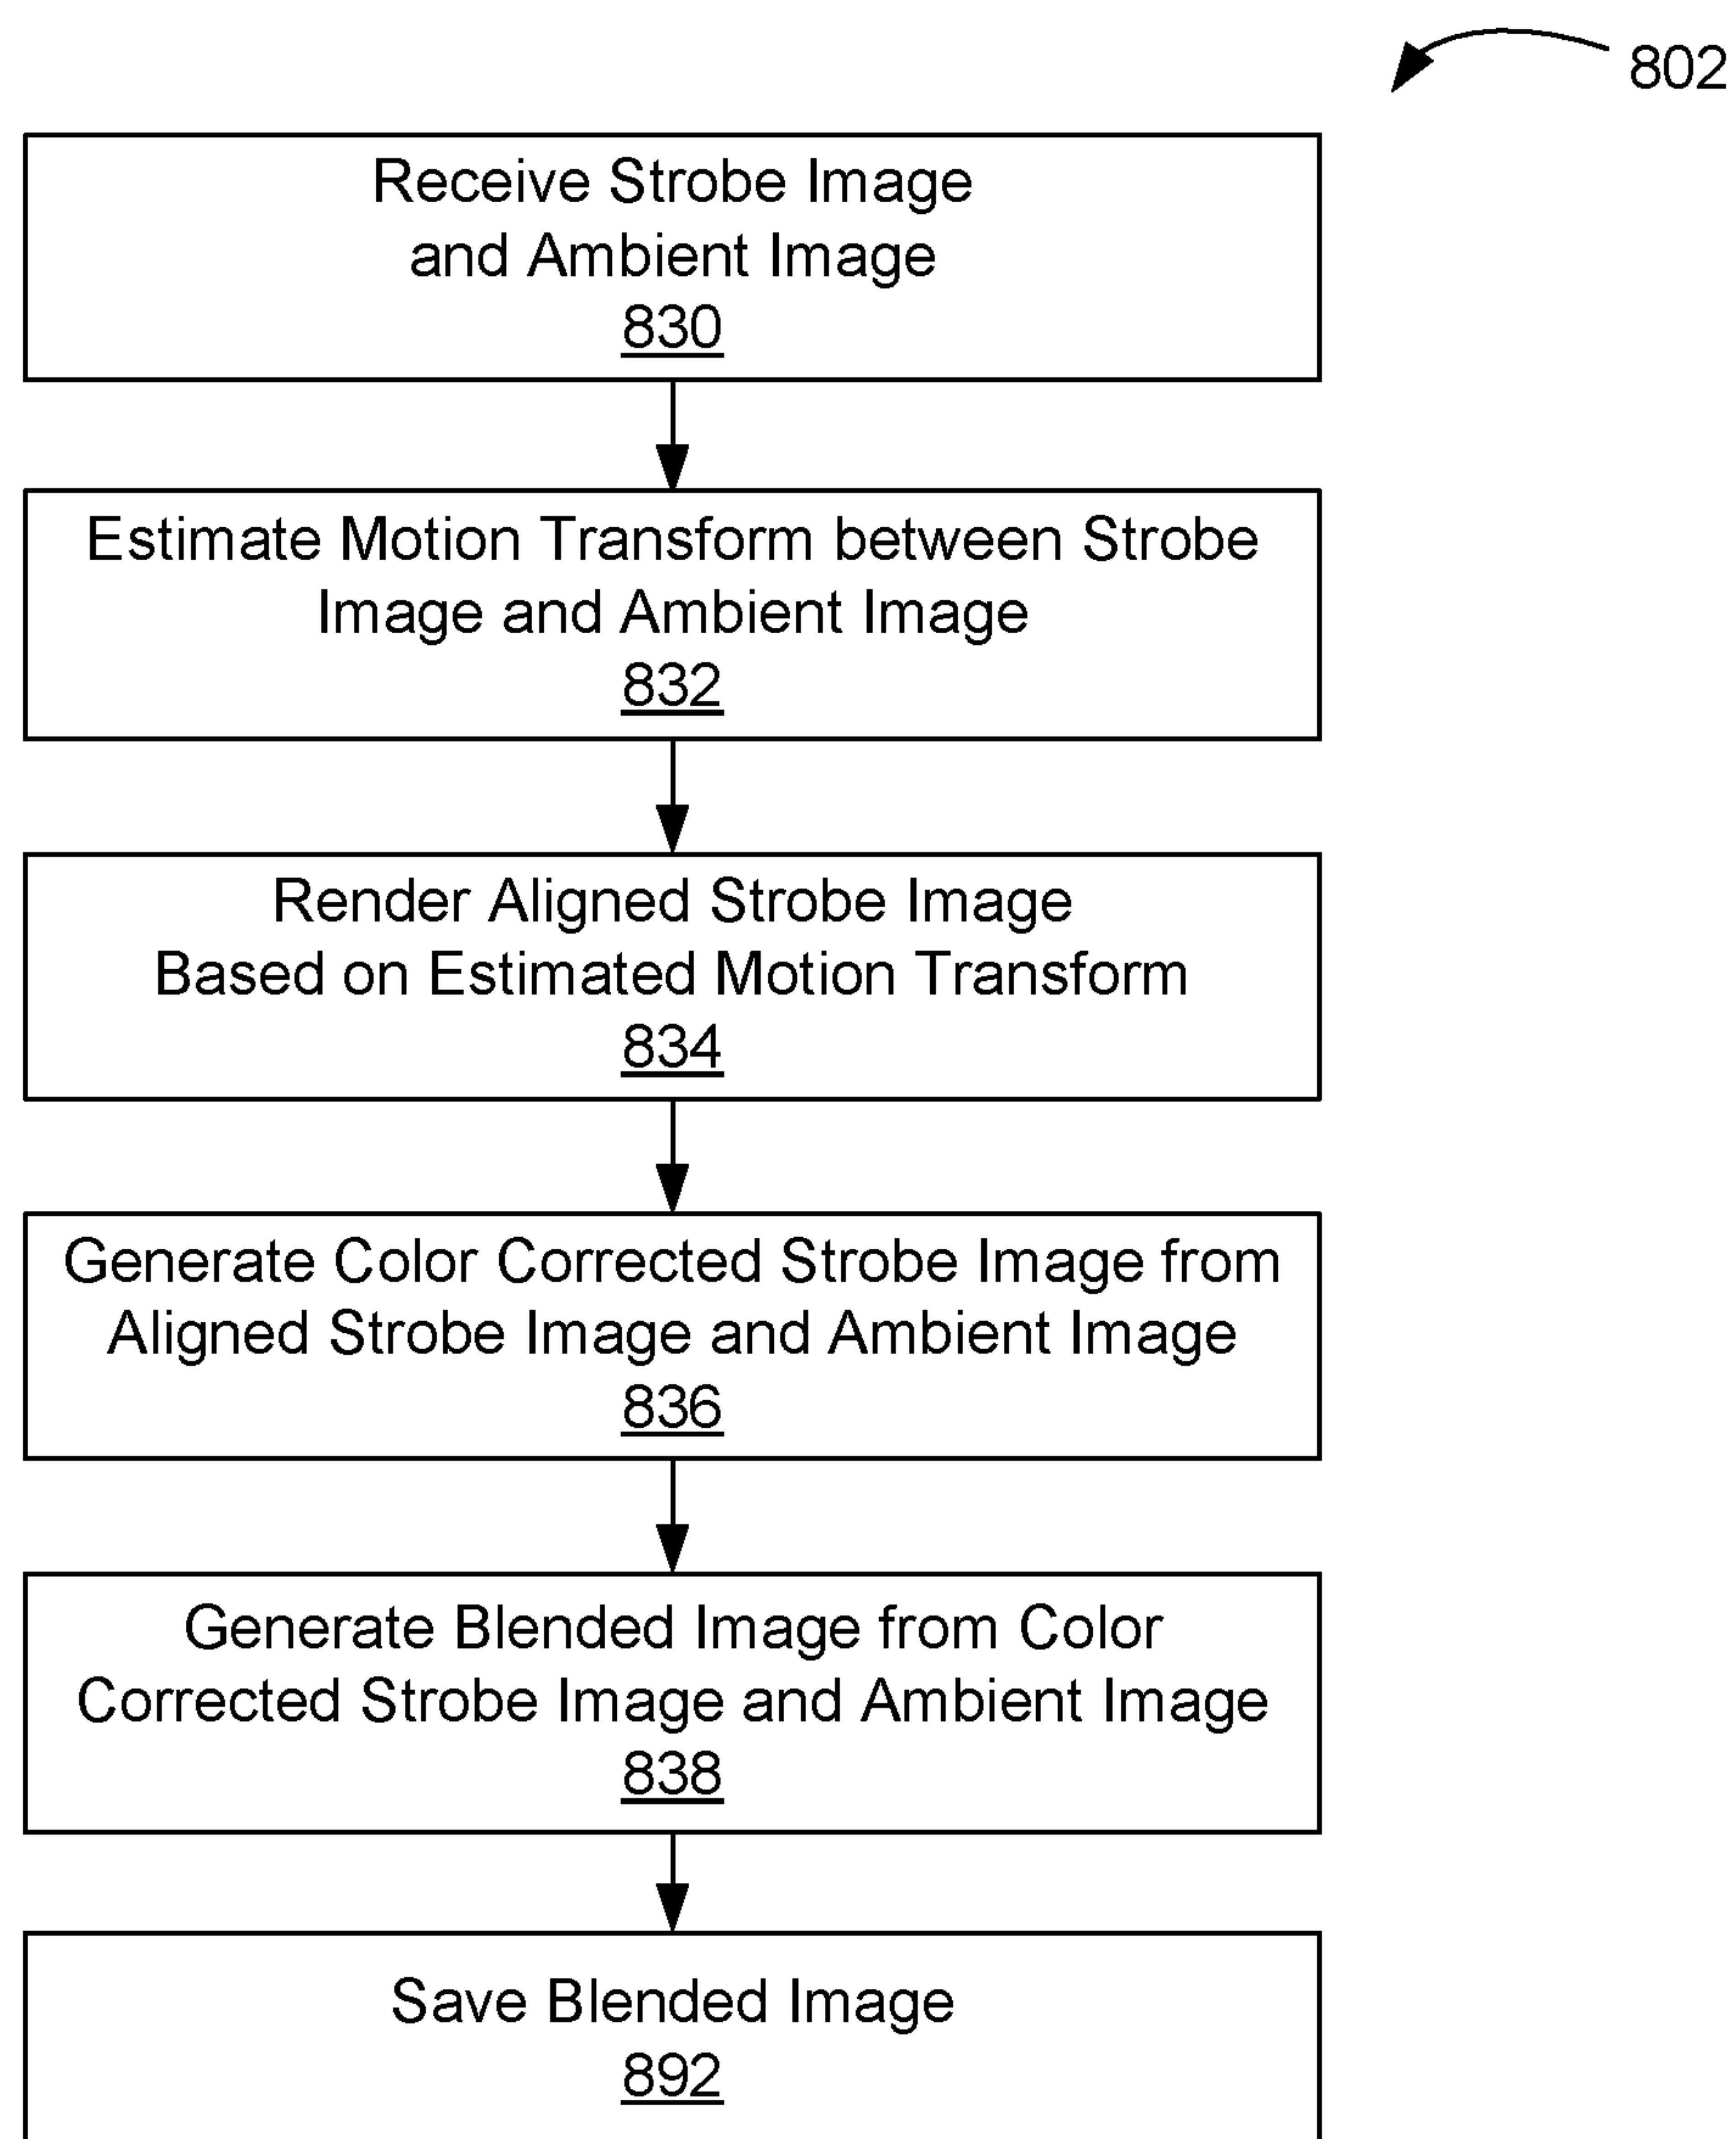 802
Receive Strobe Image
and Ambient Image
830
Estimate Motion Transform between Strobe
Image and Ambient Image
832
Render Aligned Strobe Image
Based on Estimated Motion Transform
834
Generate Color Corrected Strobe Image from
Aligned Strobe Image and Ambient Image
836
Generate Blended Image from Color
Corrected Strobe Image and Ambient Image
838
Save Blended Image
892